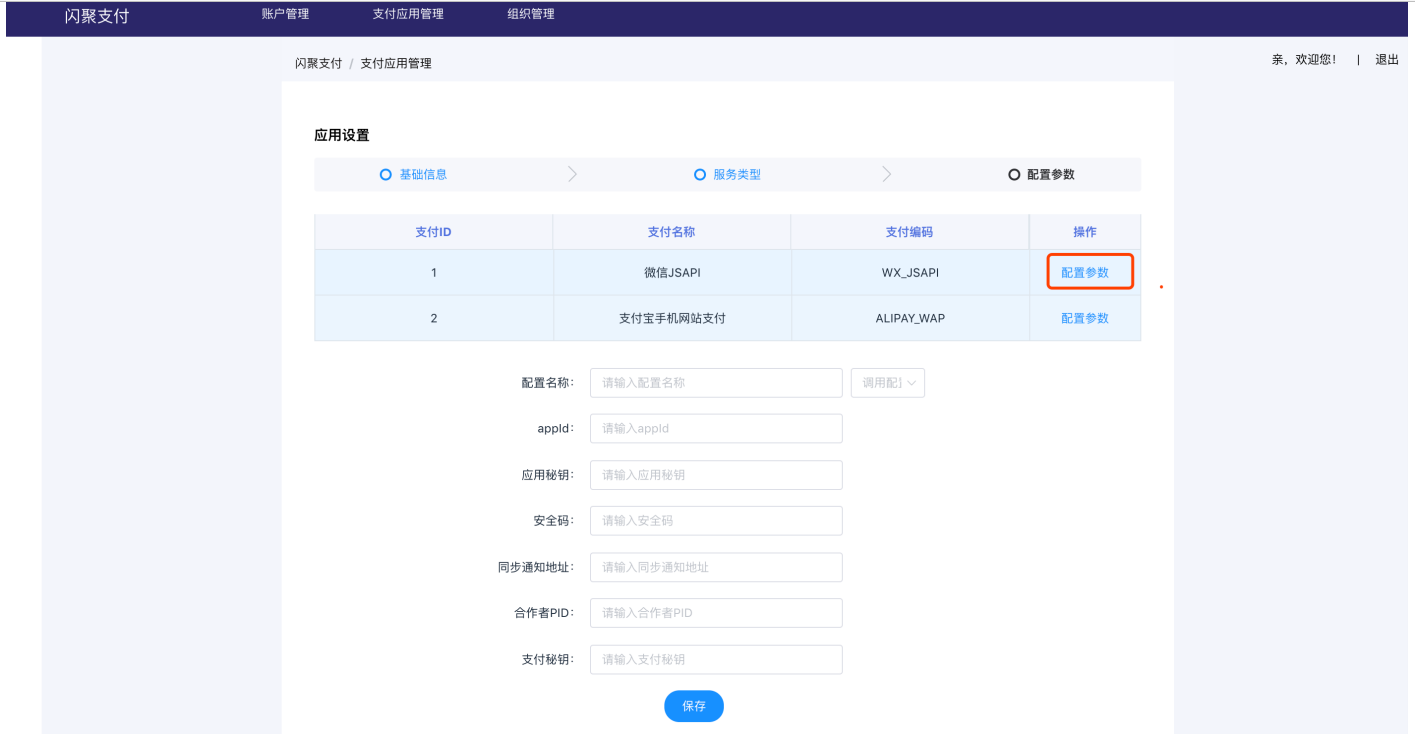 闪聚支付 账户管理 支付应用管理 组织管理
闪聚支付 / 支付应用管理 亲，欢迎您！ | 退出
应用设置
基础信息 服务类型 配置参数
支付ID 支付名称 支付编码 操作
1 微信JSAPI WX_JSAPI 配置参数
2 支付宝手机网站支付 ALIPAY_WAP 配置参数
配置名称： 请输入配置名称 调用配
appId： 请输入appId
应用秘钥： 请输入应用秘钥
安全码： 请输入安全码
同步通知地址： 请输入同步通知地址
合作者PID： 请输入合作者PID
支付秘钥： 请输入支付秘钥
保存